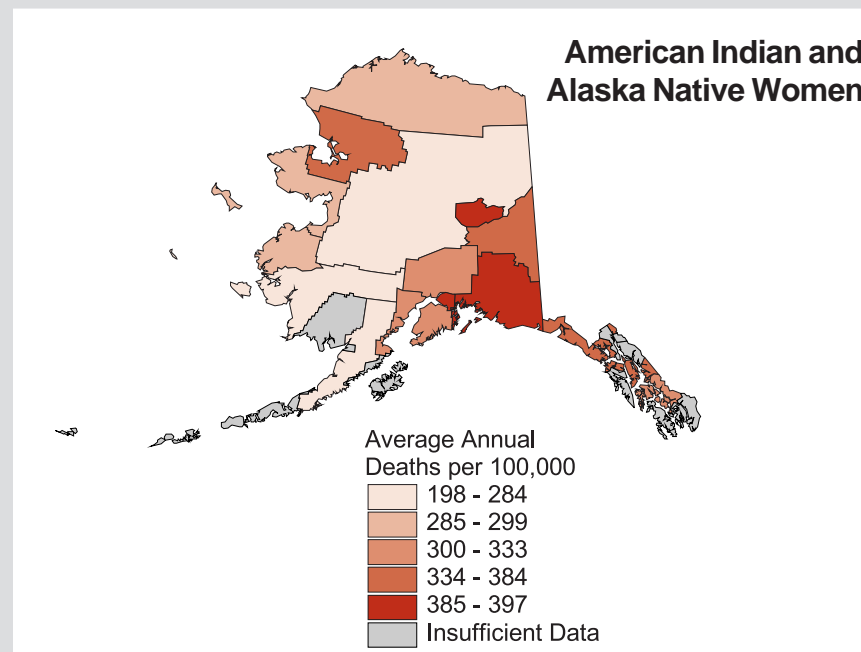 American Indian and
Alaska Native Women
Average Annual
Deaths per 100,000
198 - 284
285 - 299
300 - 333
334 - 384
385 - 397
Insufficient Data